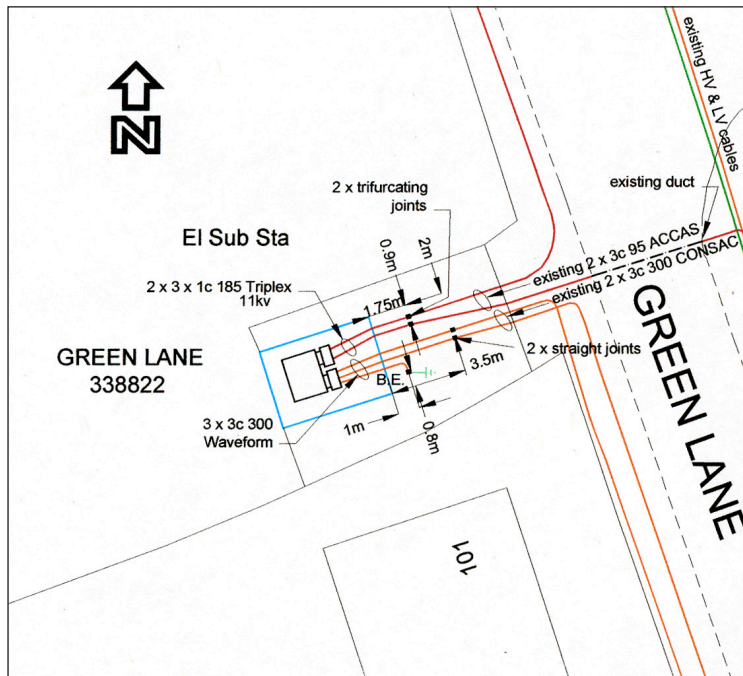 existing HV & LV cables
N
2 x trifurcating
joints
existing duct
El Sub Sta
0.9m
2m
existing 2 x 3c 95 ACCAS
existing 2 x 3c 300 CONSAC
2 x 3 x 1c 185 Triplex
11kv
1.75m
GREEN LANE
GREEN LANE
338822
2 x straight joints
3.5m
B.E.
3 x 3c 300
Waveform
1m
0.8m
101